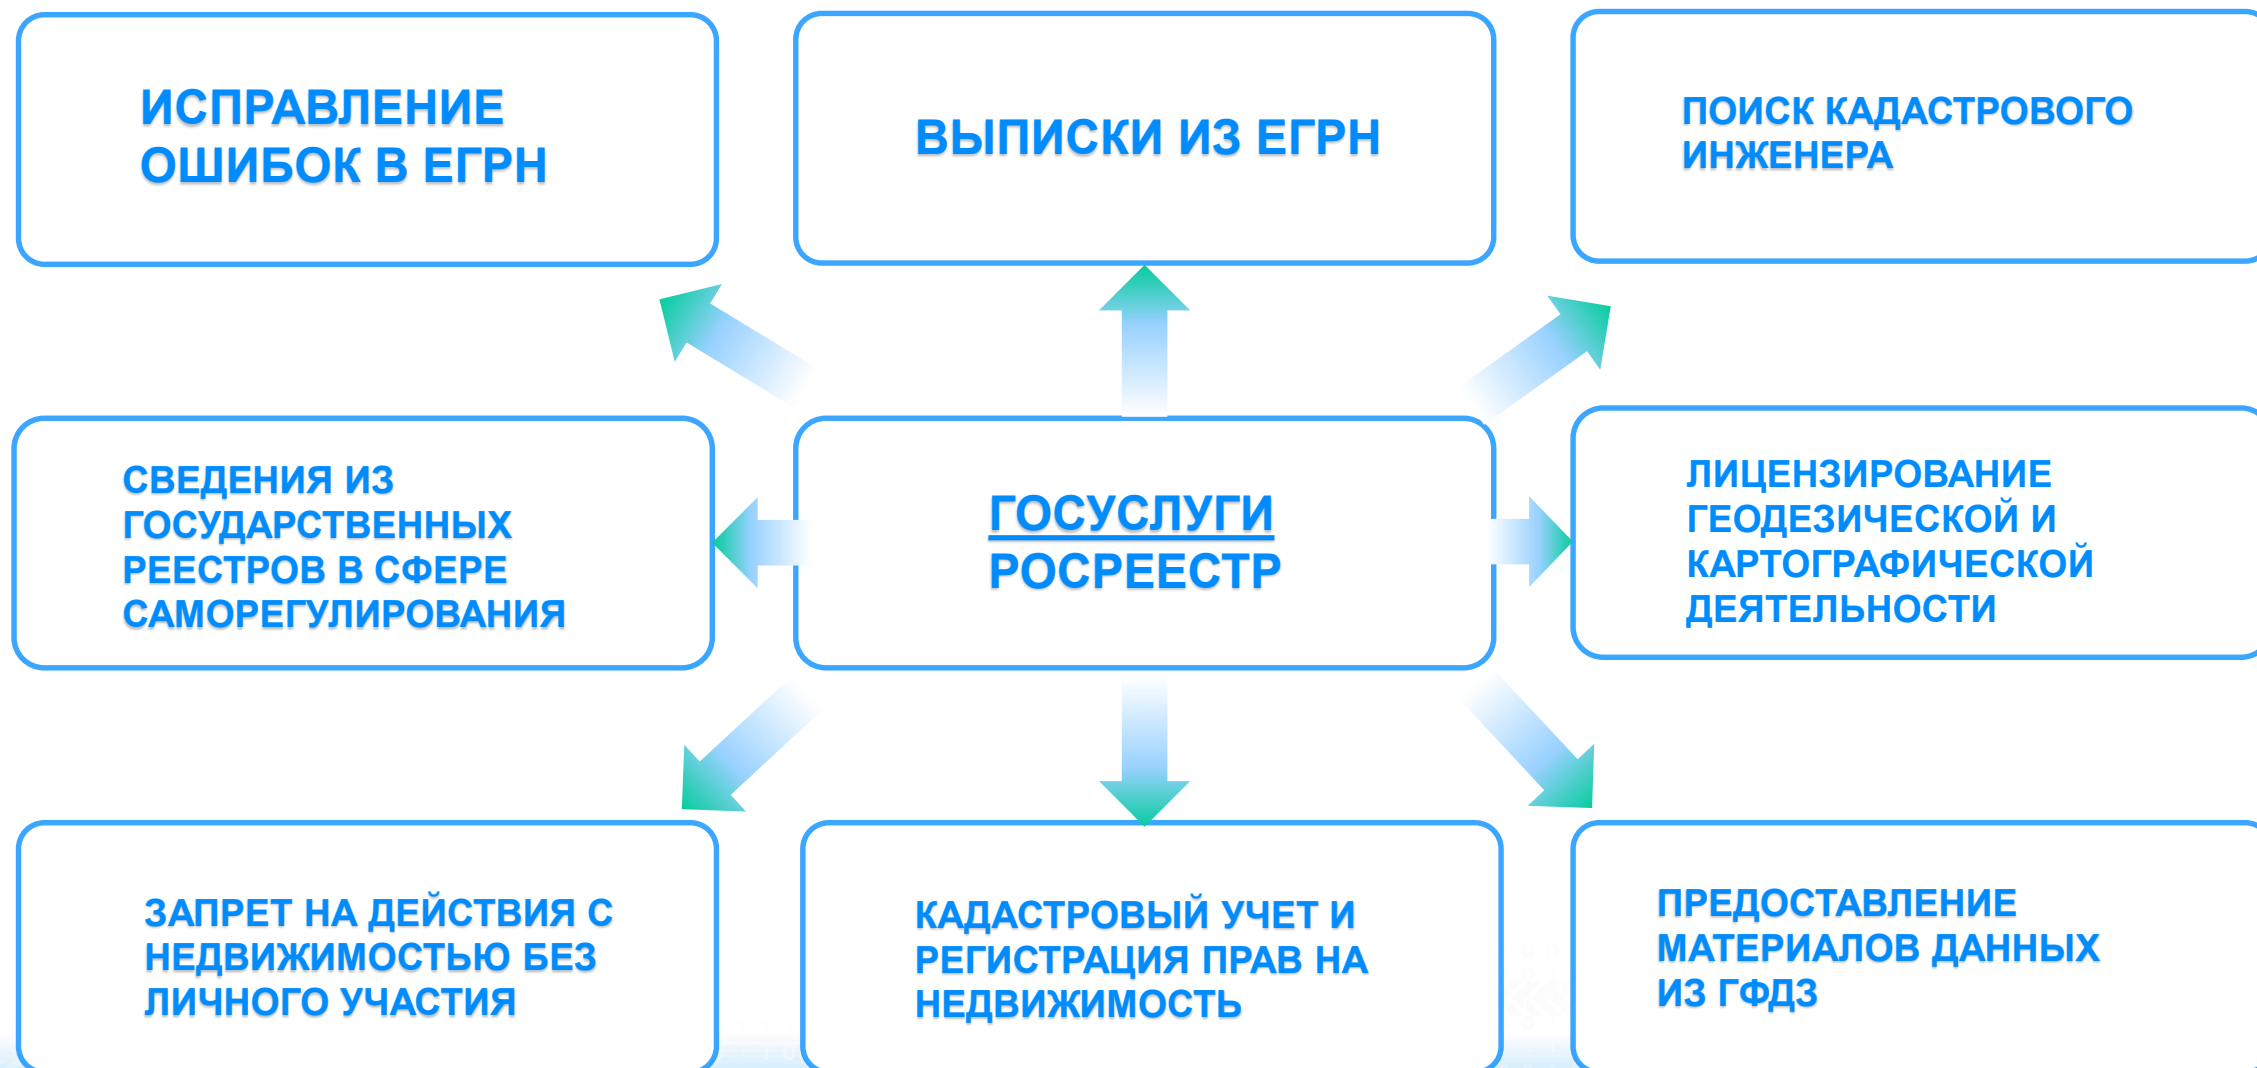 ИСПРАВЛЕНИЕ
ОШИБОК В ЕГРН
ВЫПИСКИ ИЗ ЕГРН
ПОИСК КАДАСТРОВОГО
ИНЖЕНЕРА
СВЕДЕНИЯ ИЗ
ГОСУДАРСТВЕННЫХ
РЕЕСТРОВ В СФЕРЕ
САМОРЕГУЛИРОВАНИЯ
ГОСУСЛУГИ
РОСРЕЕСТР
ЛИЦЕНЗИРОВАНИЕ
ГЕОДЕЗИЧЕСКОЙ И
КАРТОГРАФИЧЕСКОЙ
ДЕЯТЕЛЬНОСТИ
ЗАПРЕТ НА ДЕЙСТВИЯ С
НЕДВИЖИМОСТЬЮ БЕЗ
ЛИЧНОГО УЧАСТИЯ
КАДАСТРОВЫЙ УЧЕТ И
РЕГИСТРАЦИЯ ПРАВ НА
НЕДВИЖИМОСТЬ
ПРЕДОСТАВЛЕНИЕ
МАТЕРИАЛОВ ДАННЫХ
ИЗ ГФДЗ